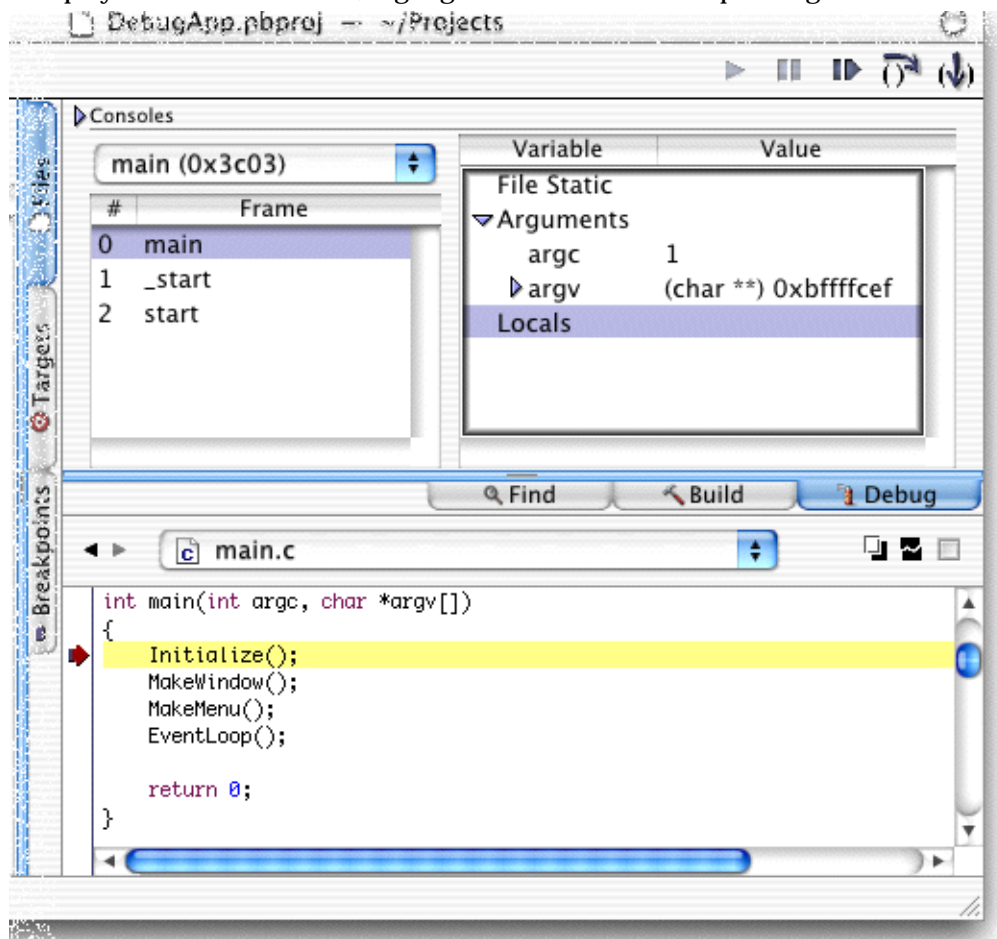 DebugApp.pbproj — ~/Projects
Consoles
main (0x3c03)
# Frame
0 main
1 _start
2 start
Variable Value
File Static
Arguments
argc 1
argv (char **) 0xbffffcef
Locals
Files
Targets
Breakpoints
Find
Build
Debug
main.c
int main(int argc, char *argv[])
{
Initialize();
MakeWindow();
MakeMenu();
EventLoop();
return 0;
}